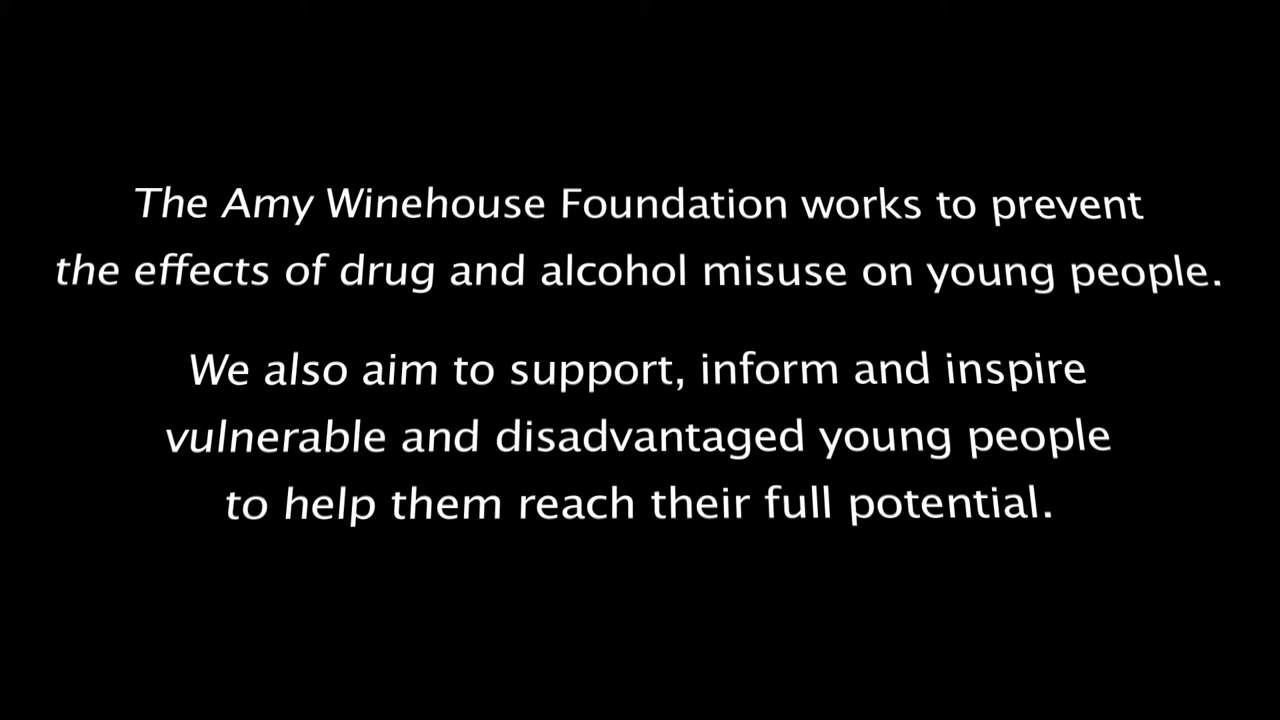 The Amy Winehouse Foundation works to prevent
the effects of drug and alcohol misuse on young people.
We also aim to support, inform and inspire
vulnerable and disadvantaged young people
to help them reach their full potential.